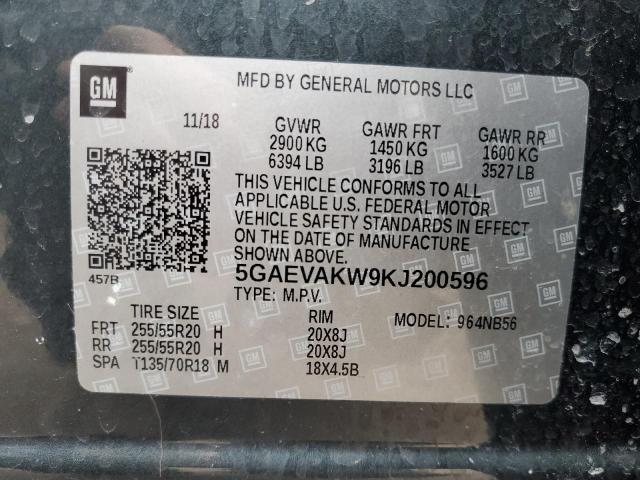 GM
MFD BY GENERAL MOTORS LLC
11/18 GVWR GAWR FRT GAWR RR
2900 KG 1450 KG 1600 KG
6394 LB 3196 LB 3527 LB
THIS VEHICLE CONFORMS TO ALL
APPLICABLE U.S. FEDERAL MOTOR
VEHICLE SAFETY STANDARDS IN EFFECT
ON THE DATE OF MANUFACTURE
SHOWN ABOVE.
457B 5GAEVAKW9KJ200596
TYPE: M.P.V.
TIRE SIZE RIM MODEL: 964NB56
FRT 255/55R20 H 20X8J
RR 255/55R20 H 20X8J
SPA T135/70R18 M 18X4.5B